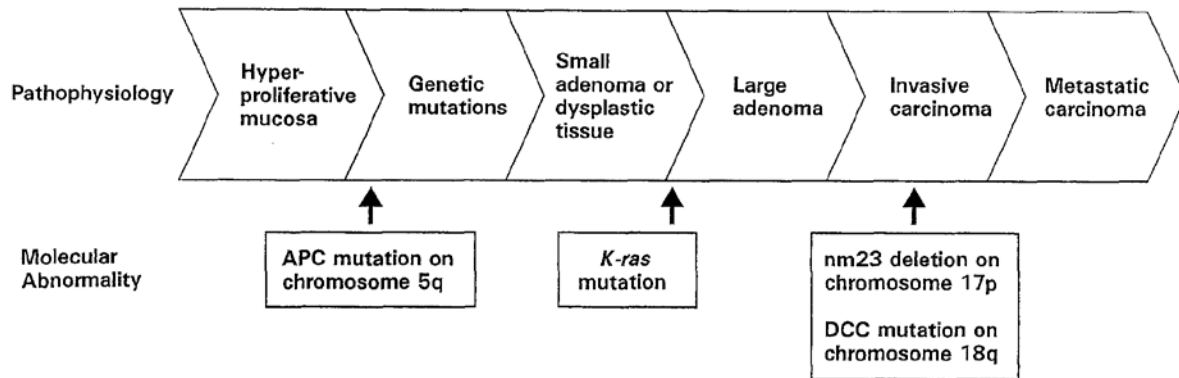 Pathophysiology
Hyper-
proliferative
mucosa
Genetic
mutations
Small
adenoma or
dysplastic
tissue
Large
adenoma
Invasive
carcinoma
Metastatic
carcinoma
Molecular
Abnormality
APC mutation on
chromosome 5q
K-ras
mutation
nm23 deletion on
chromosome 17p
DCC mutation on
chromosome 18q